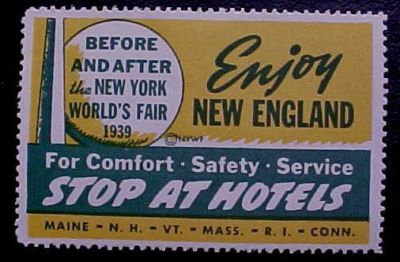 BEFORE
AND AFTER
the NEW YORK
WORLD'S FAIR
1939
Enjoy
NEW ENGLAND
©NYWF
For Comfort · Safety · Service
STOP AT HOTELS
MAINE – N. H. – VT. – MASS. – R. I. – CONN.